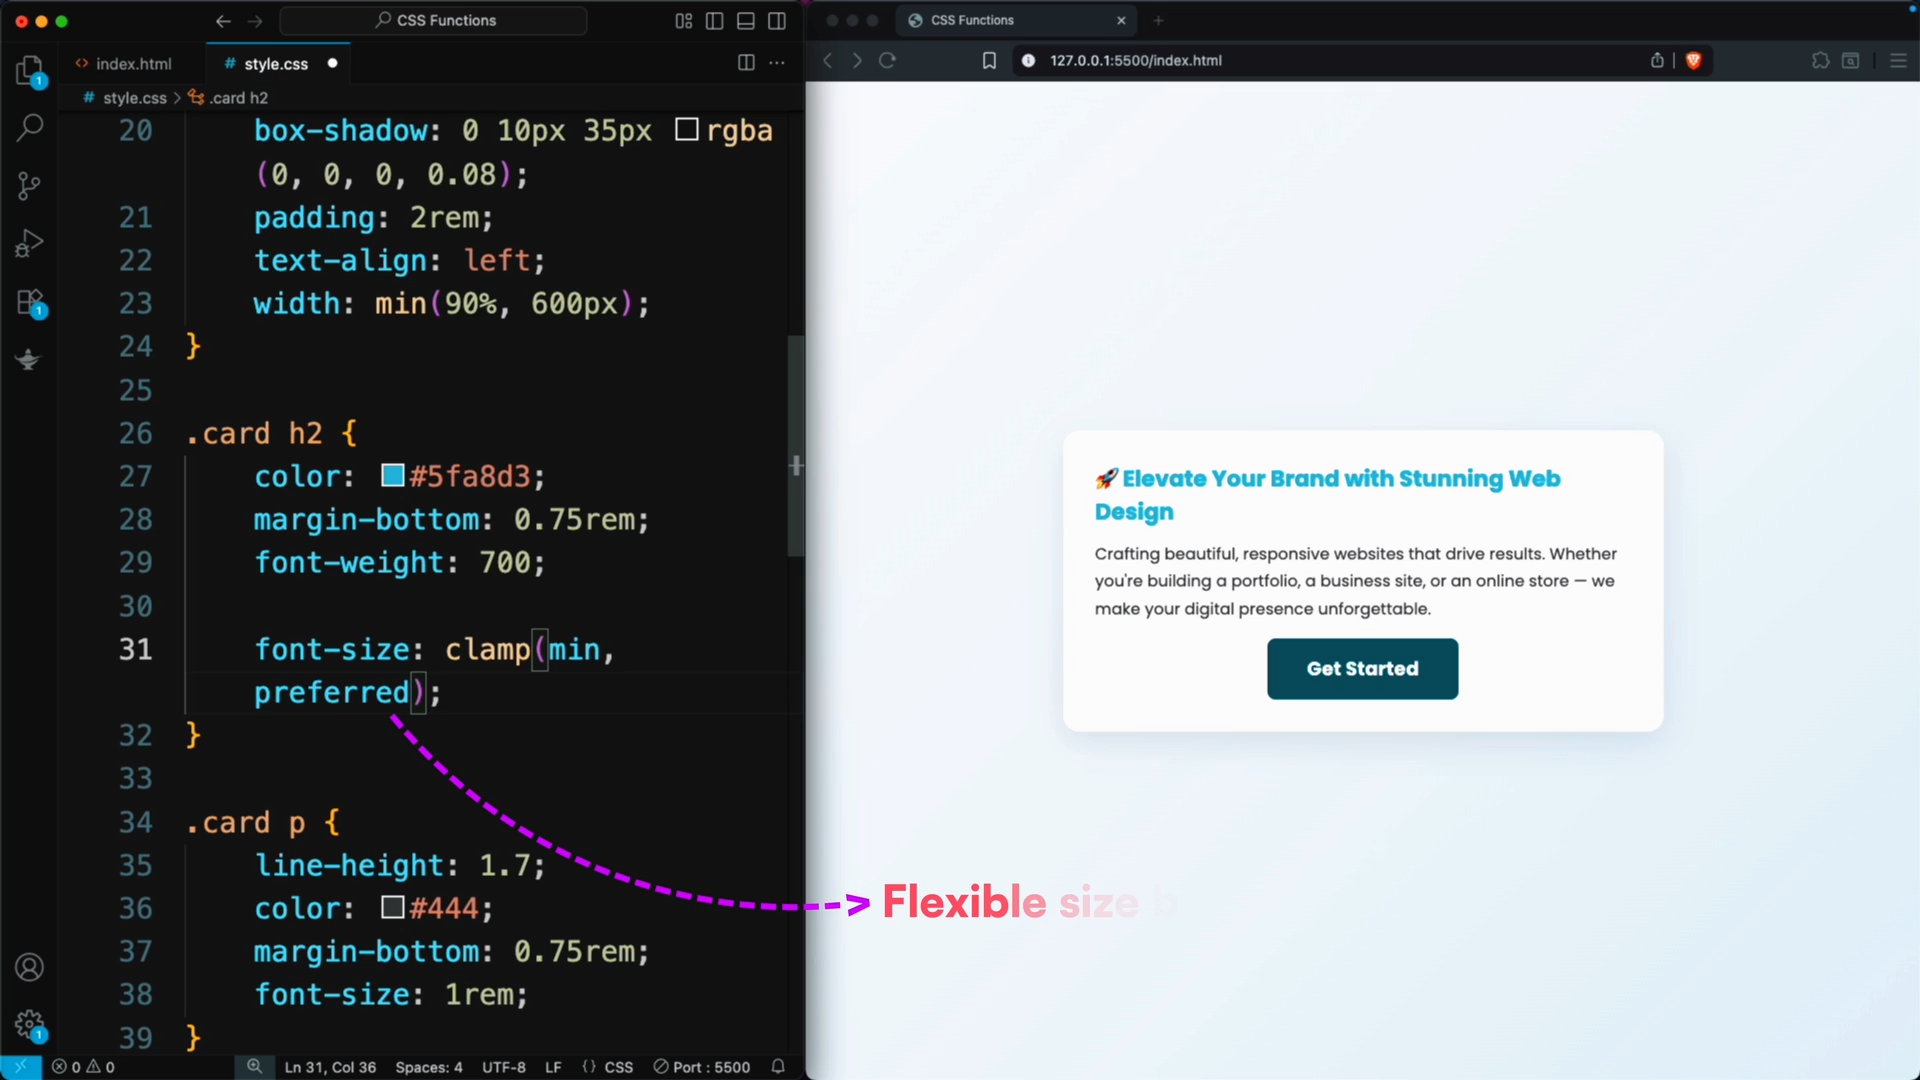 CSS Functions
index.html
# style.css
# style.css > .card h2
20 box-shadow: 0 10px 35px rgba
(0, 0, 0, 0.08);
21 padding: 2rem;
22 text-align: left;
23 width: min(90%, 600px);
24 }
25
26 .card h2 {
27 color: #5fa8d3;
28 margin-bottom: 0.75rem;
29 font-weight: 700;
30
31 font-size: clamp(min,
preferred);
32 }
33
34 .card p {
35 line-height: 1.7;
36 color: #444;
37 margin-bottom: 0.75rem;
38 font-size: 1rem;
39 }
1
1
1
0 0
Ln 31, Col 36
Spaces: 4
UTF-8
LF
{} CSS
Port : 5500
CSS Functions
127.0.0.1:5500/index.html
🚀 Elevate Your Brand with Stunning Web
Design
Crafting beautiful, responsive websites that drive results. Whether
you're building a portfolio, a business site, or an online store — we
make your digital presence unforgettable.
Get Started
Flexible size b